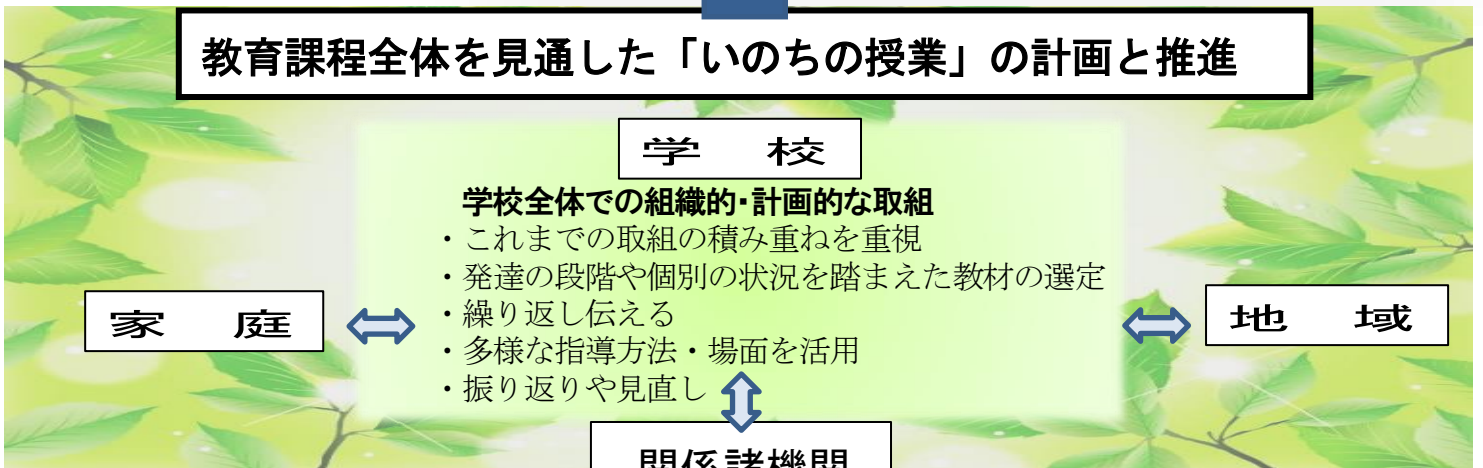 教育課程全体を見通した「いのちの授業」の計画と推進
学　校
学校全体での組織的･計画的な取組
・これまでの取組の積み重ねを重視
・発達の段階や個別の状況を踏まえた教材の選定
・繰り返し伝える
・多様な指導方法・場面を活用
・振り返りや見直し
家　庭
地　域
関係諸機関